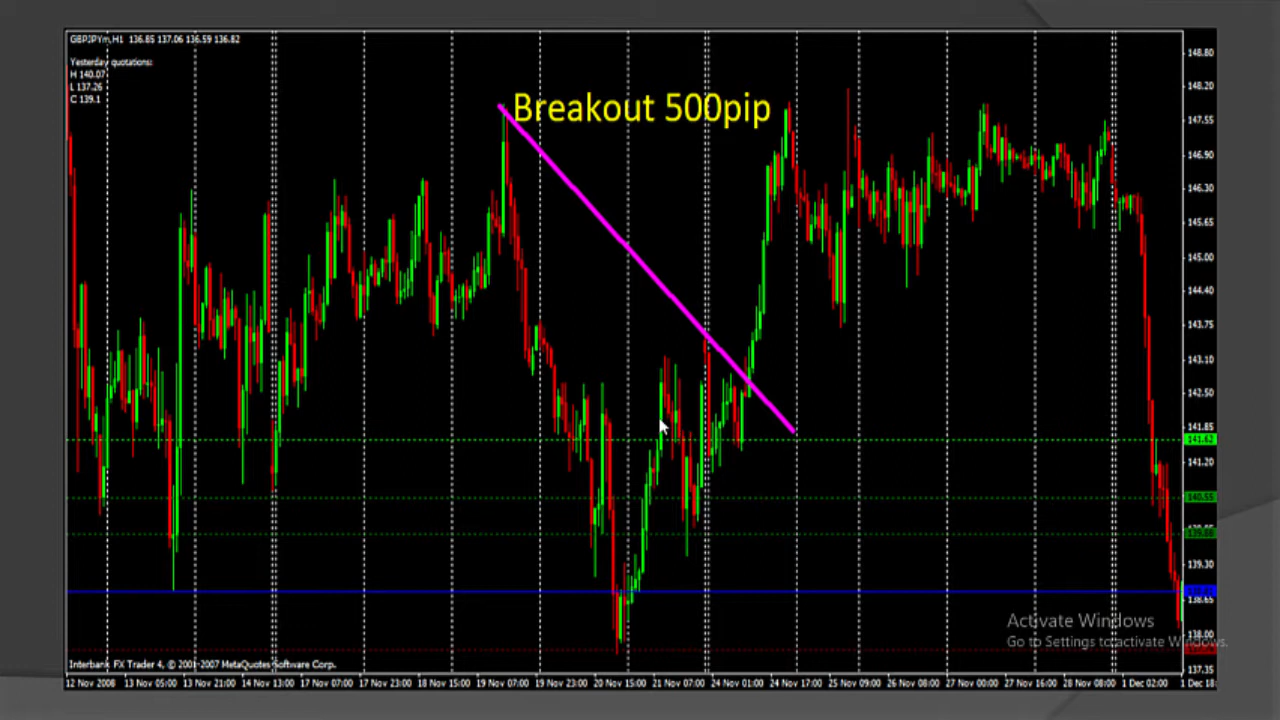 GBPJPYm,H1 136.85 137.06 136.59 136.82
Yesterday quotations:
H 140.07
L 137.26
C 139.1
Breakout 500pip
148.80
148.20
147.55
146.90
146.30
145.65
145.00
144.40
143.75
143.10
142.50
141.85
141.62
141.20
140.55
139.30
138.65
138.00
137.35
Activate Windows
Go to Settings to activate Windows.
Interbank FX Trader 4, © 2001-2007 MetaQuotes Software Corp.
12 Nov 2008 13 Nov 05:00 13 Nov 21:00 14 Nov 13:00 17 Nov 07:00 17 Nov 23:00 18 Nov 15:00 19 Nov 07:00 19 Nov 23:00 20 Nov 15:00 21 Nov 07:00 24 Nov 01:00 24 Nov 17:00 25 Nov 09:00 26 Nov 08:00 27 Nov 00:00 27 Nov 16:00 28 Nov 08:00 1 Dec 02:00 1 Dec 18: